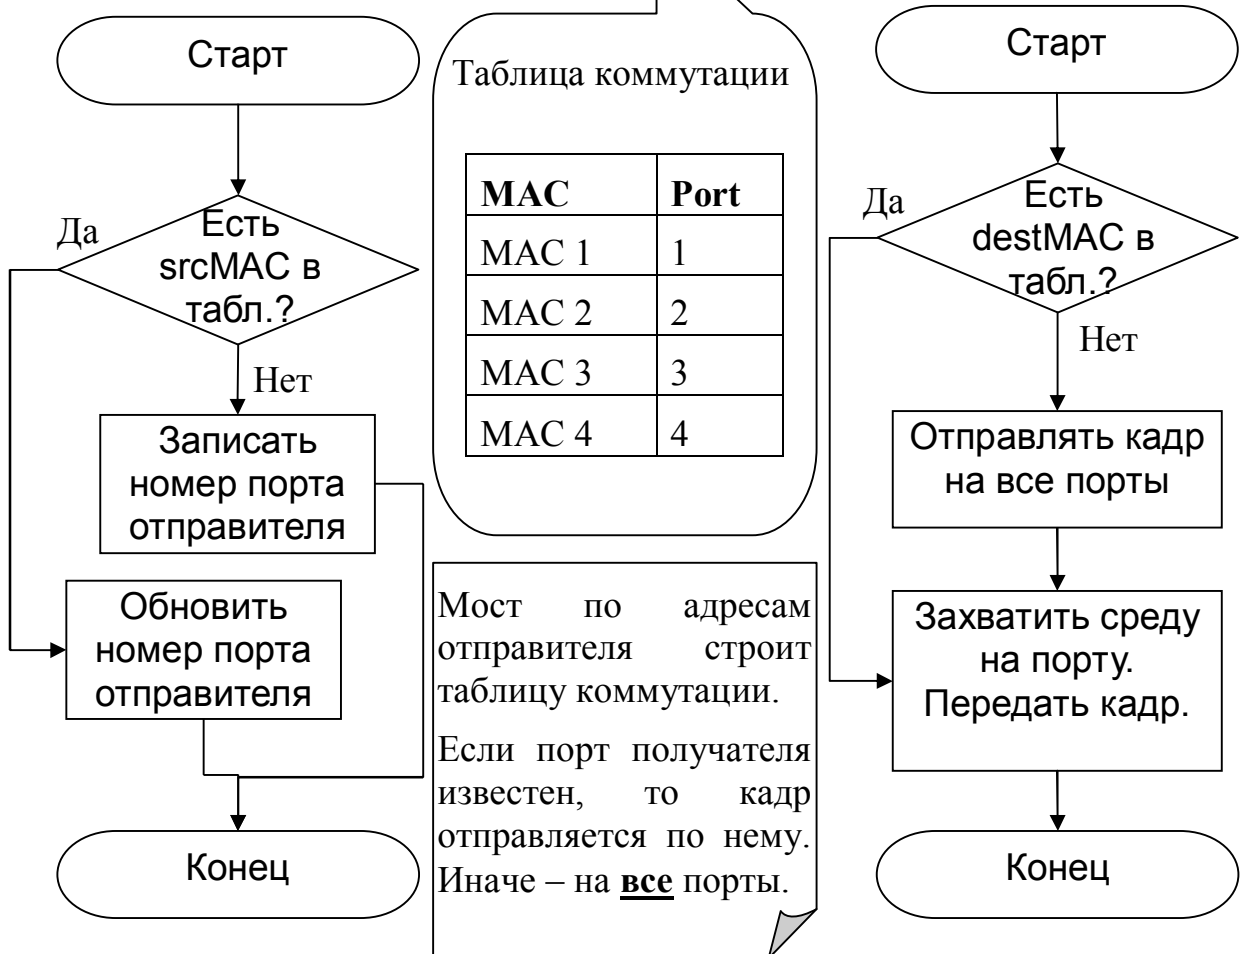 Старт
Да
Есть
srcMAC в
табл.?
Нет
Записать
номер порта
отправителя
Обновить
номер порта
отправителя
Конец
Таблица коммутации
MAC Port
MAC 1 1
MAC 2 2
MAC 3 3
MAC 4 4
Мост по адресам
отправителя строит
таблицу коммутации.
Если порт получателя
известен, то кадр
отправляется по нему.
Иначе – на все порты.
Старт
Да
Есть
destMAC в
табл.?
Нет
Отправлять кадр
на все порты
Захватить среду
на порту.
Передать кадр.
Конец